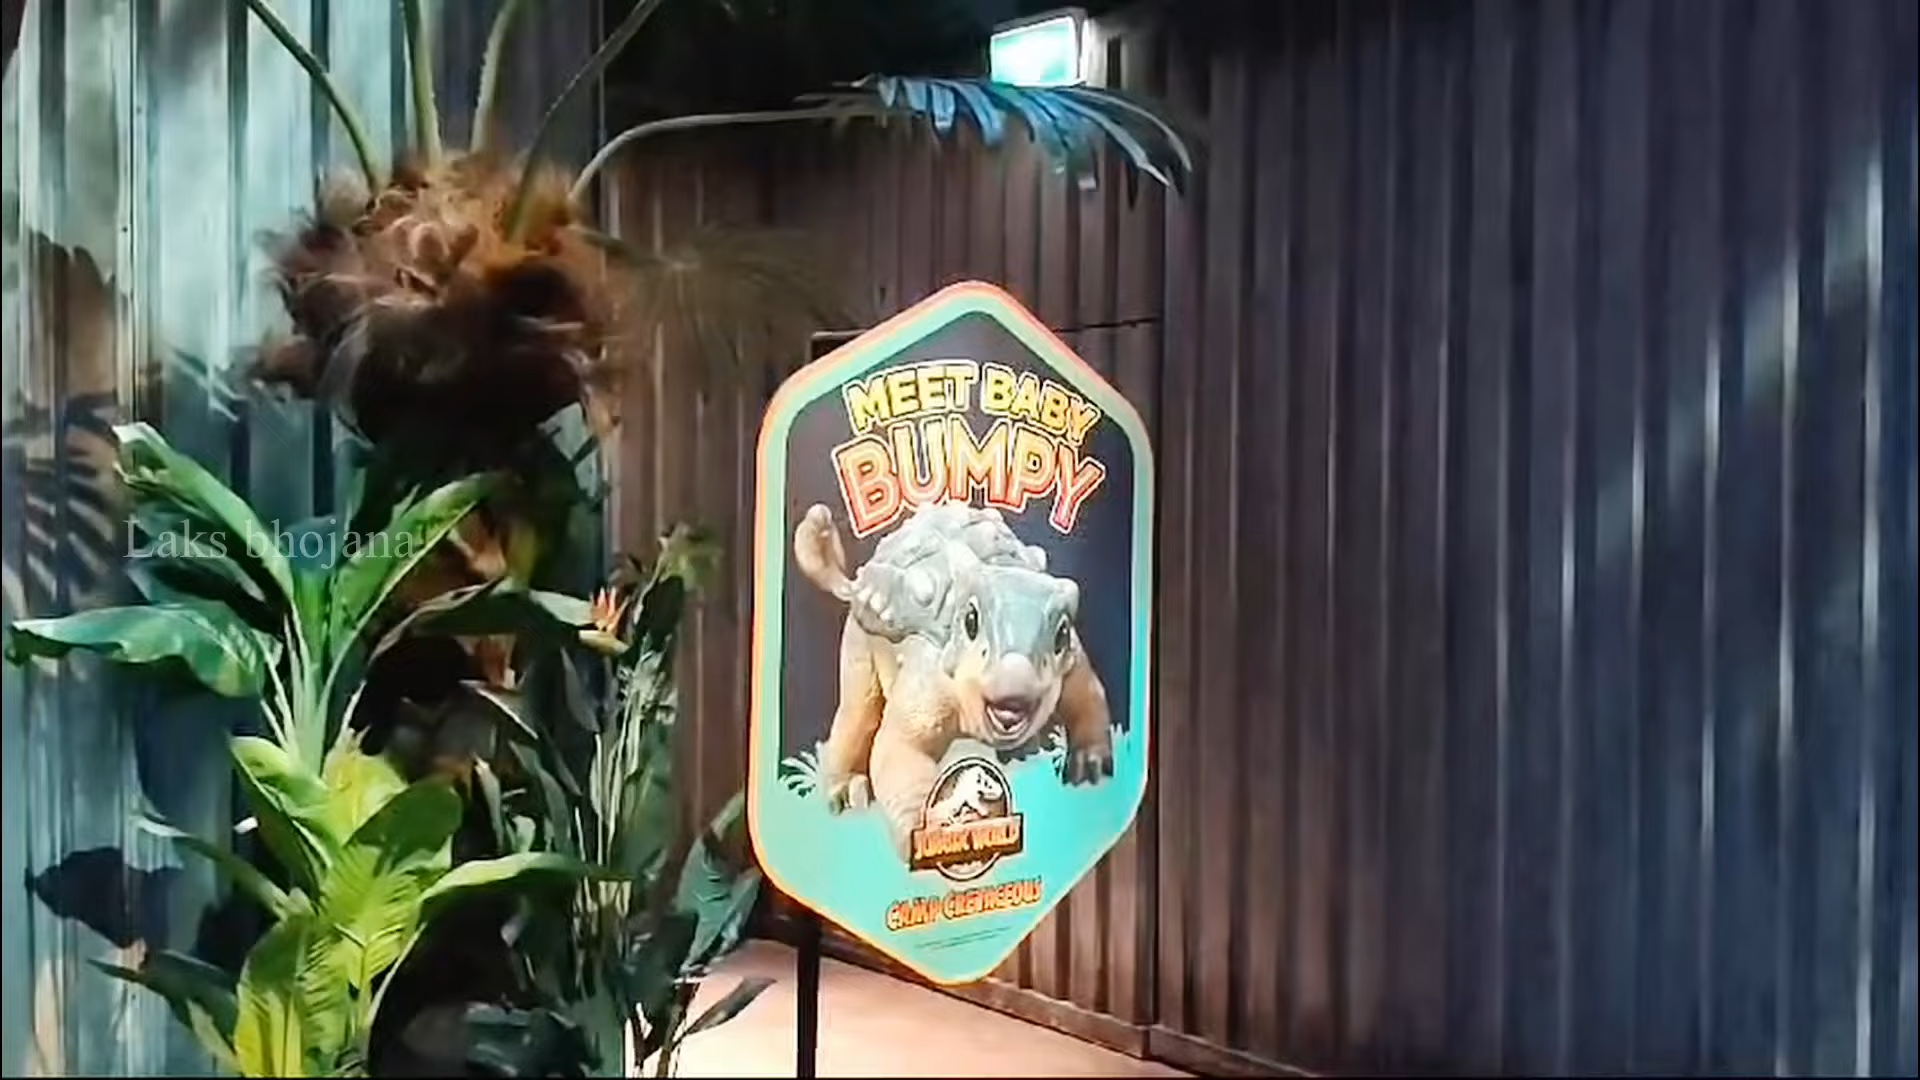 MEET BABY
BUMPY
Laks bhojana
JURASSIC WORLD
CAMP CRETACEOUS